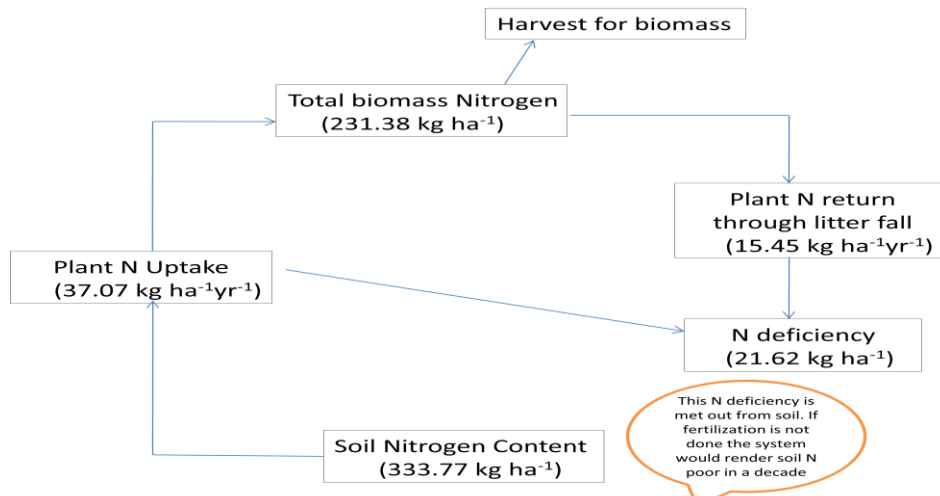 Harvest for biomass
Total biomass Nitrogen
(231.38 kg ha⁻¹)
Plant N return
through litter fall
(15.45 kg ha⁻¹yr⁻¹)
Plant N Uptake
(37.07 kg ha⁻¹yr⁻¹)
N deficiency
(21.62 kg ha⁻¹)
Soil Nitrogen Content
(333.77 kg ha⁻¹)
This N deficiency is
met out from soil. If
fertilization is not
done the system
would render soil N
poor in a decade